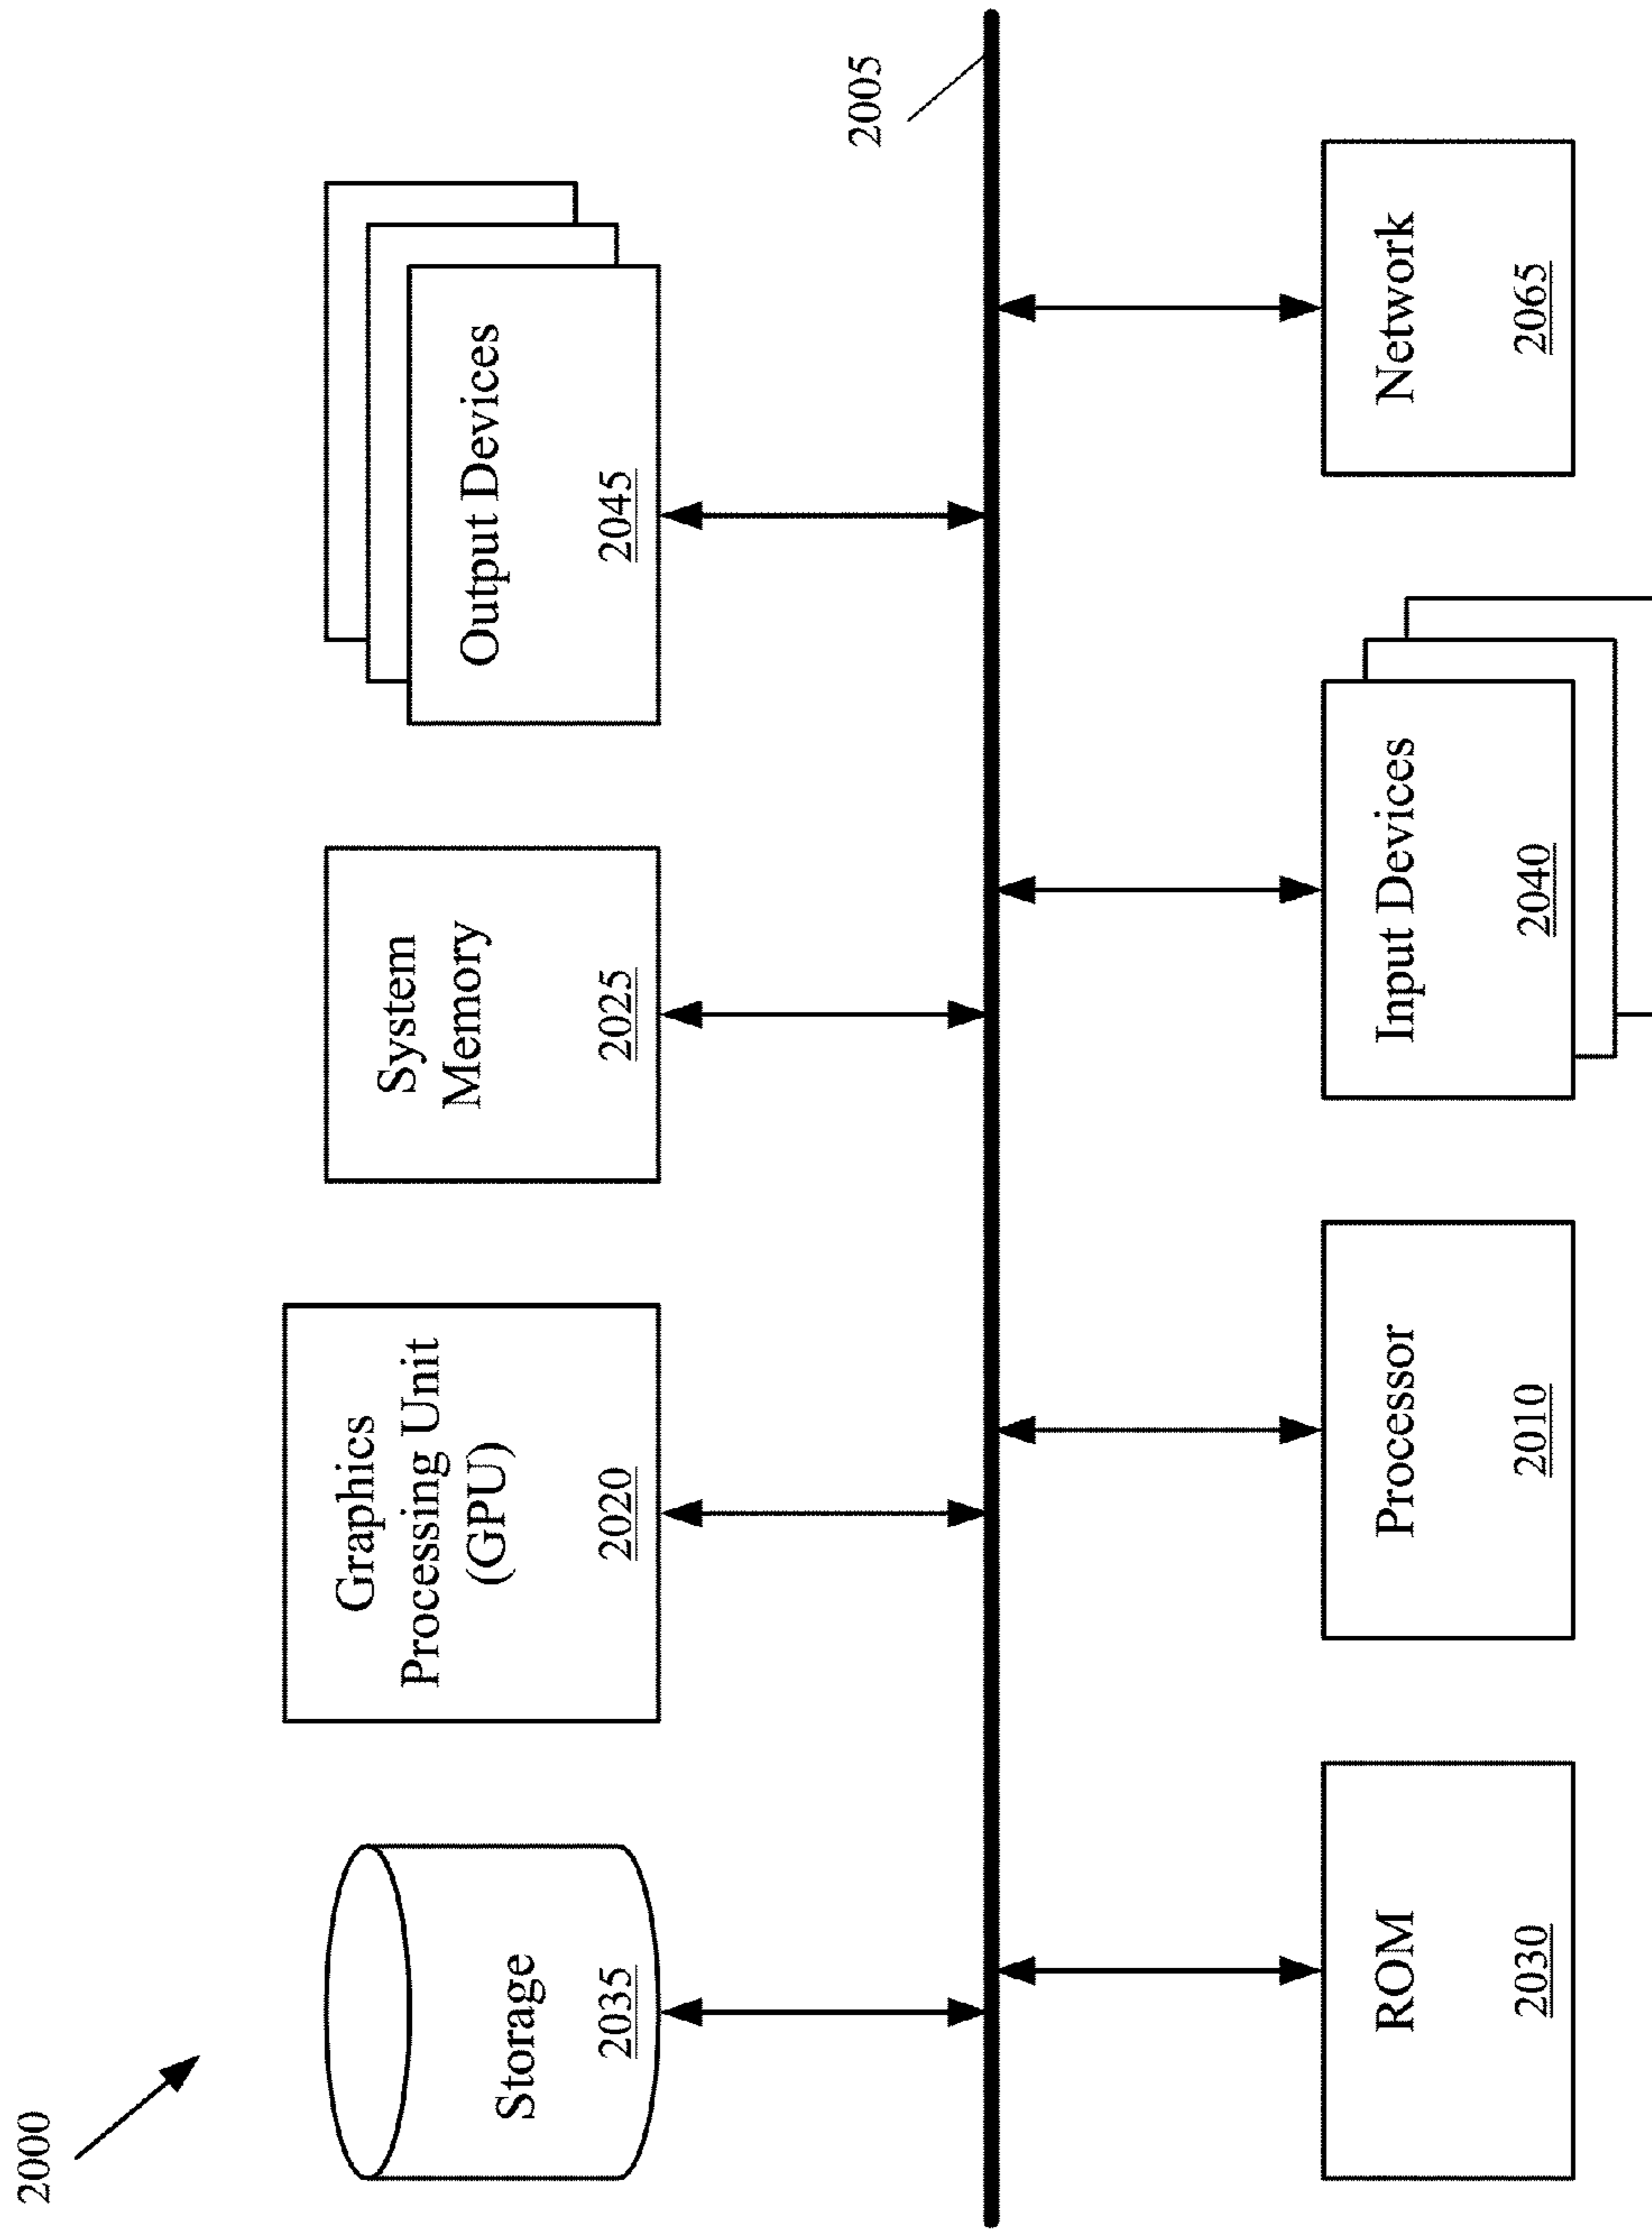 2000
Storage
2035
Graphics
Processing Unit
(GPU)
2020
System
Memory
2025
Output Devices
2045
2005
ROM
2030
Processor
2010
Input Devices
2040
Network
2065